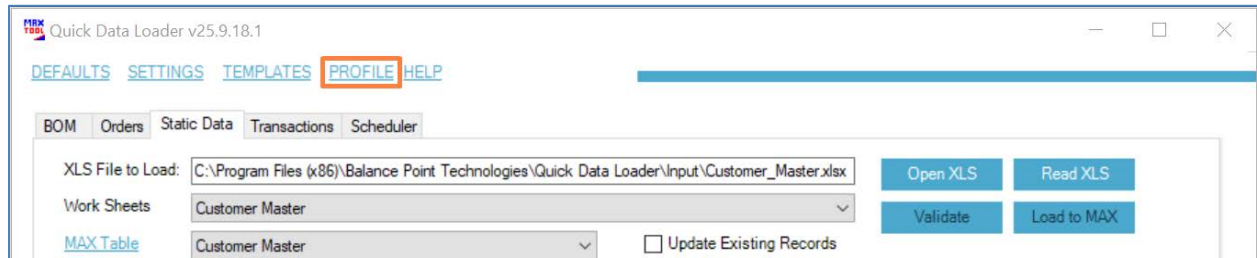 MAX TOOL Quick Data Loader v25.9.18.1
DEFAULTS SETTINGS TEMPLATES PROFILE HELP
BOM Orders Static Data Transactions Scheduler
XLS File to Load: C:\Program Files (x86)\Balance Point Technologies\Quick Data Loader\Input\Customer_Master.xlsx Open XLS Read XLS
Work Sheets Customer Master Validate Load to MAX
MAX Table Customer Master Update Existing Records